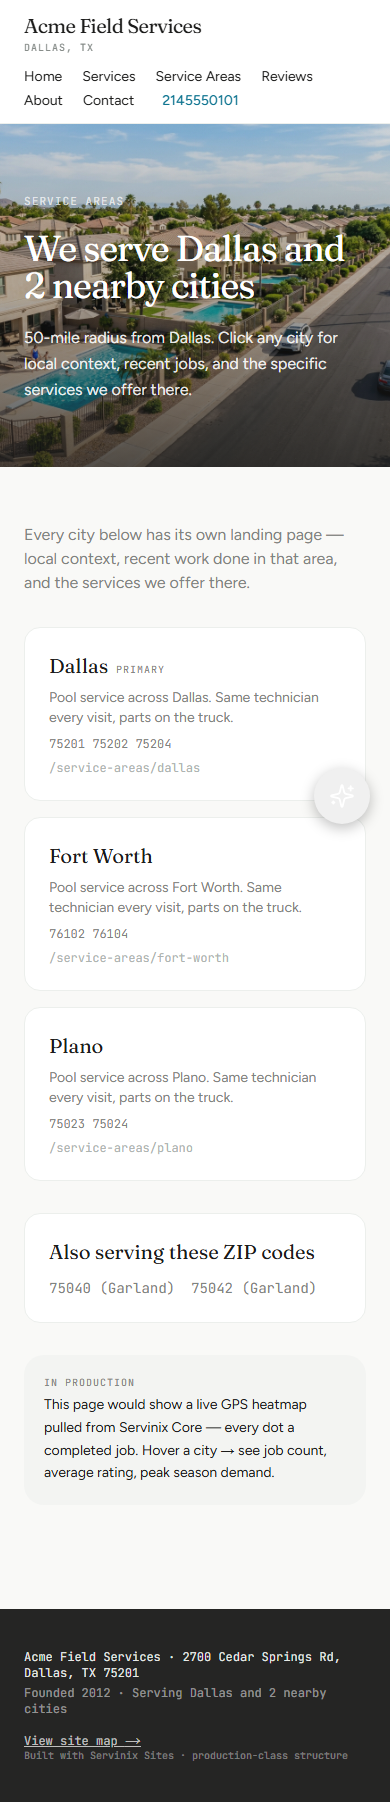 Acme Field Services
DALLAS, TX
Home Services Service Areas Reviews
About Contact 2145550101
SERVICE AREAS
We serve Dallas and
2 nearby cities
50-mile radius from Dallas. Click any city for
local context, recent jobs, and the specific
services we offer there.
Every city below has its own landing page —
local context, recent work done in that area,
and the services we offer there.
Dallas PRIMARY
Pool service across Dallas. Same technician
every visit, parts on the truck.
75201 75202 75204
/service-areas/dallas
Fort Worth
Pool service across Fort Worth. Same
technician every visit, parts on the truck.
76102 76104
/service-areas/fort-worth
Plano
Pool service across Plano. Same technician
every visit, parts on the truck.
75023 75024
/service-areas/plano
Also serving these ZIP codes
75040 (Garland) 75042 (Garland)
IN PRODUCTION
This page would show a live GPS heatmap
pulled from Servinix Core — every dot a
completed job. Hover a city → see job count,
average rating, peak season demand.
Acme Field Services · 2700 Cedar Springs Rd,
Dallas, TX 75201
Founded 2012 · Serving Dallas and 2 nearby
cities
View site map →
Built with Servinix Sites · production-class structure